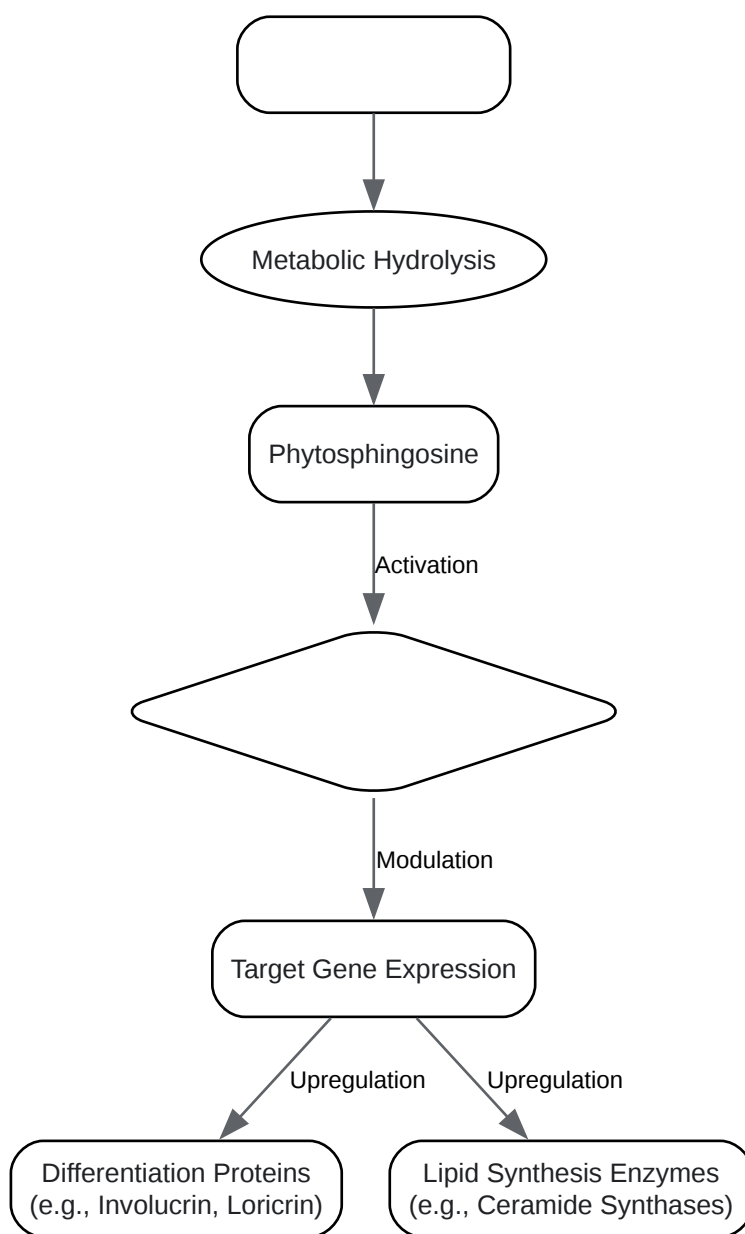 Metabolic Hydrolysis
Phytosphingosine
Activation
Modulation
Target Gene Expression
Upregulation
Upregulation
Differentiation Proteins
(e.g., Involucrin, Loricrin)
Lipid Synthesis Enzymes
(e.g., Ceramide Synthases)